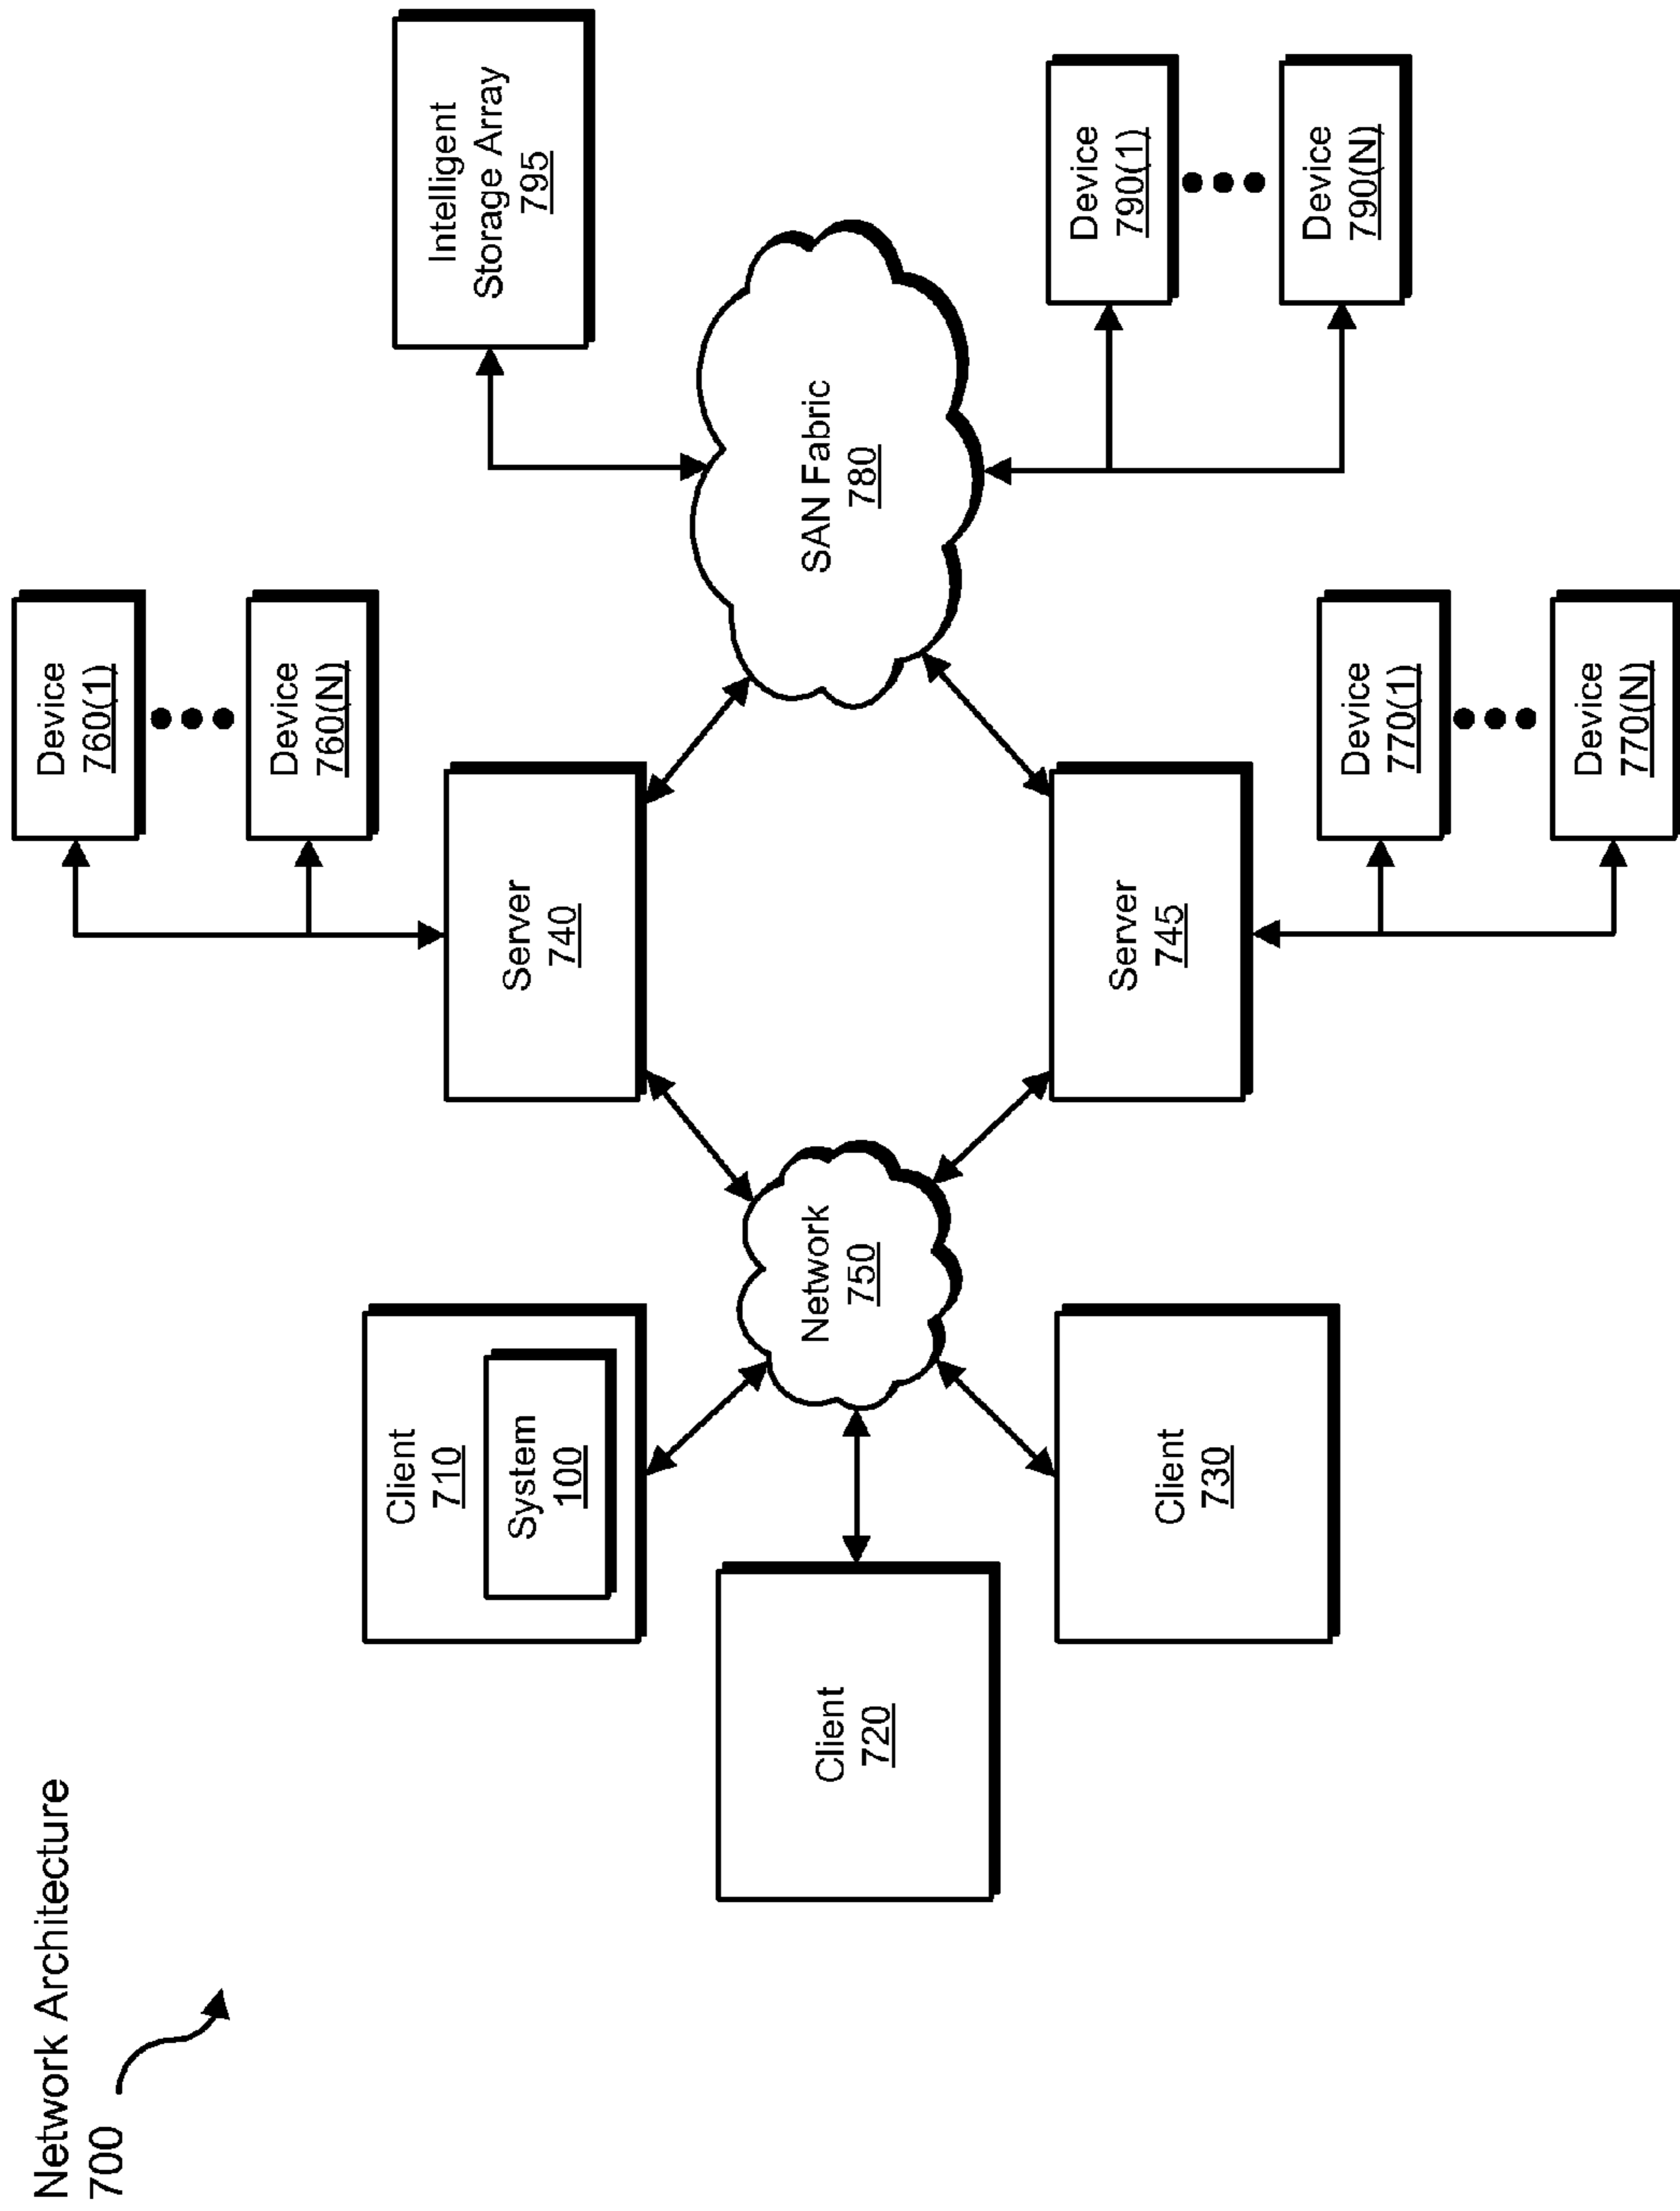 Network Architecture
700
Client
710
System
100
Client
720
Client
730
Network
750
Server
740
Server
745
Device
760(1)
Device
760(N)
Device
770(1)
Device
770(N)
SAN Fabric
780
Intelligent
Storage Array
795
Device
790(1)
Device
790(N)